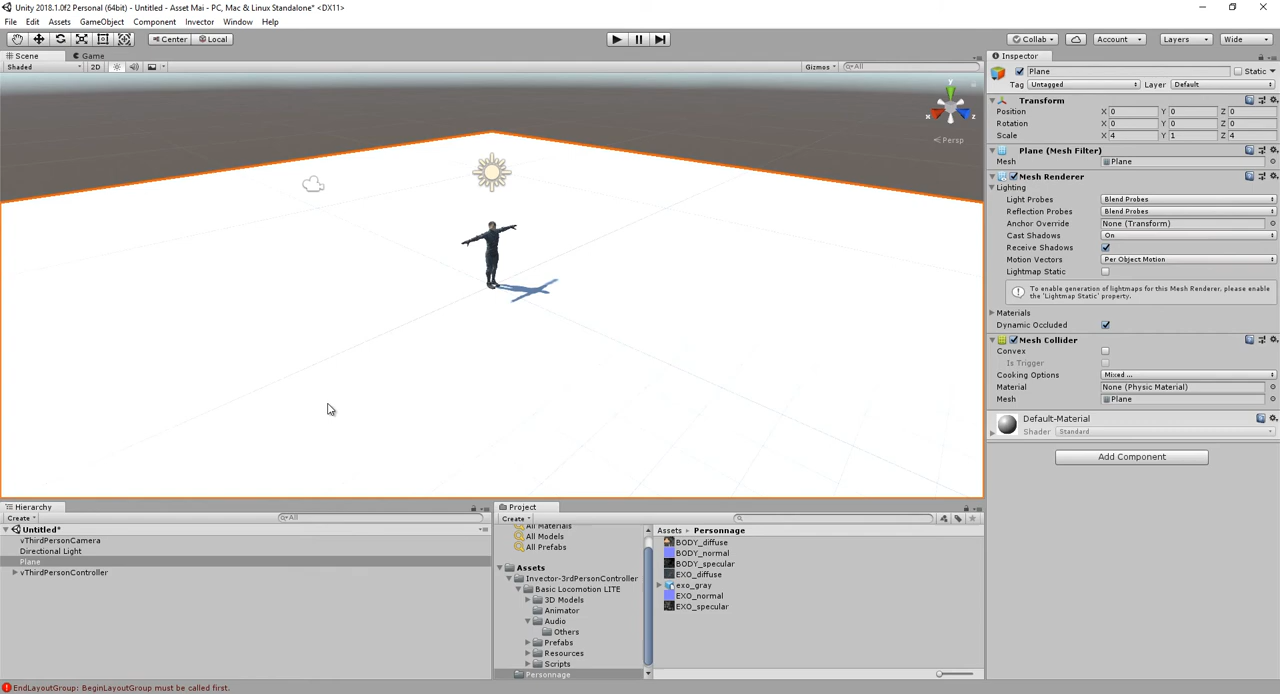 Unity 2018.1.0f2 Personal (64bit) - Untitled - Asset Mai - PC, Mac & Linux Standalone* <DX11>
File Edit Assets GameObject Component Invector Window Help
Center Local Collab Account Layers Wide
Scene Game Inspector
Shaded 2D Gizmos All
Plane Static
Tag Untagged Layer Default
Transform
Position X 0 Y 0 Z 0
Rotation X 0 Y 0 Z 0
Scale X 4 Y 1 Z 4
y
x z
Persp
Plane (Mesh Filter)
Mesh Plane
Mesh Renderer
Lighting
Light Probes Blend Probes
Reflection Probes Blend Probes
Anchor Override None (Transform)
Cast Shadows On
Receive Shadows
Motion Vectors Per Object Motion
Lightmap Static
To enable generation of lightmaps for this Mesh Renderer, please enable
the 'Lightmap Static' property.
Materials
Dynamic Occluded
Mesh Collider
Convex
Is Trigger
Cooking Options Mixed ...
Material None (Physic Material)
Mesh Plane
Default-Material
Shader Standard
Add Component
Hierarchy
Create All
Untitled*
vThirdPersonCamera
Directional Light
Plane
vThirdPersonController
Project
Create
All Materials
All Models
All Prefabs
Assets
Invector-3rdPersonController
Basic Locomotion LITE
3D Models
Animator
Audio
Others
Prefabs
Resources
Scripts
Personnage
Assets Personnage
BODY_diffuse
BODY_normal
BODY_specular
EXO_diffuse
exo_gray
EXO_normal
EXO_specular
EndLayoutGroup: BeginLayoutGroup must be called first.